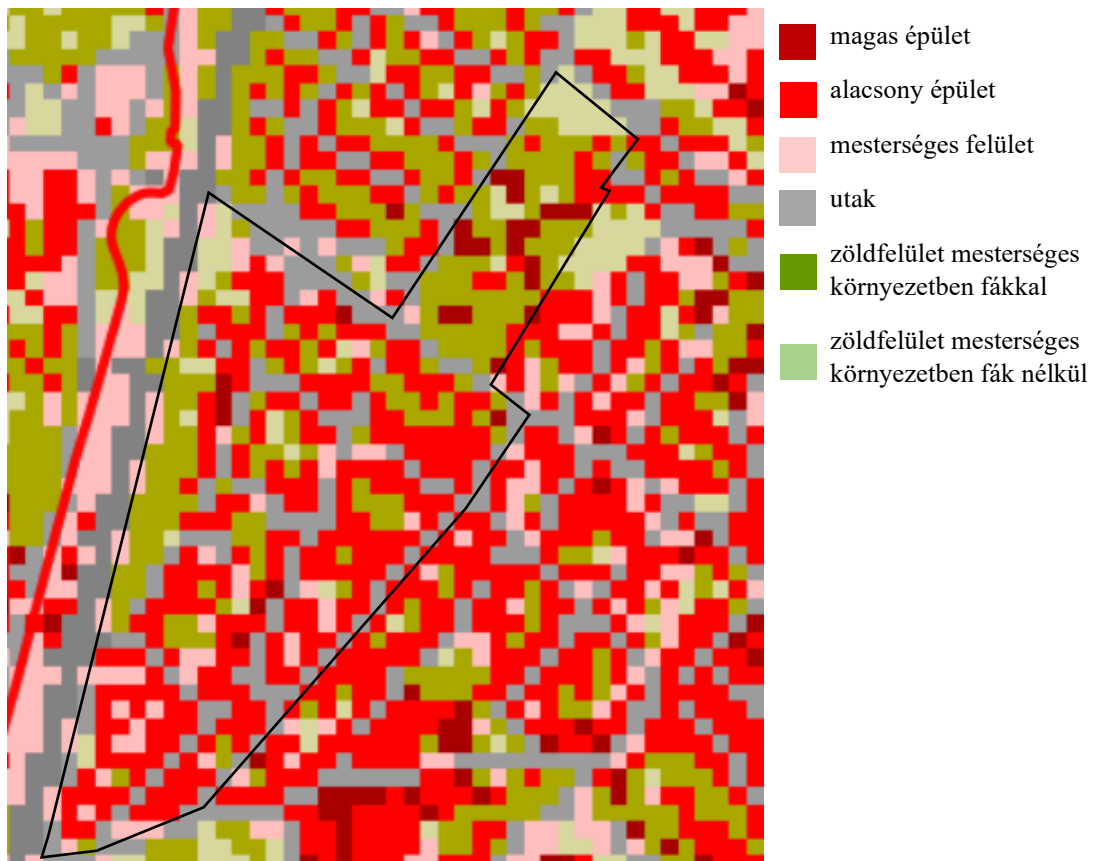 magas épület
alacsony épület
mesterséges felület
utak
zöldfelület mesterséges
környezetben fákkal
zöldfelület mesterséges
környezetben fák nélkül